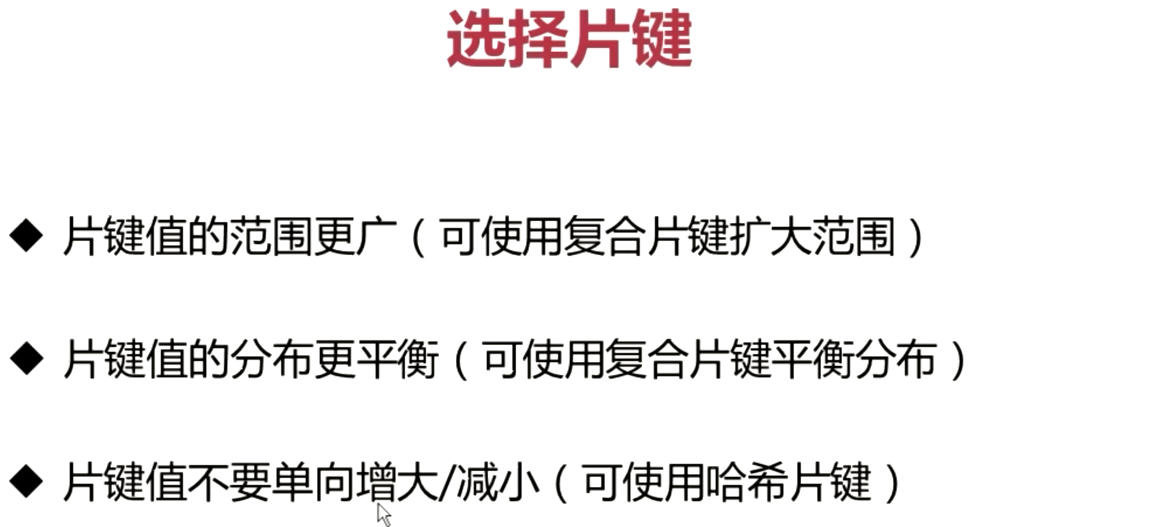 选择片键
◆ 片键值的范围更广（可使用复合片键扩大范围）
◆ 片键值的分布更平衡（可使用复合片键平衡分布）
◆ 片键值不要单向增大/减小（可使用哈希片键）